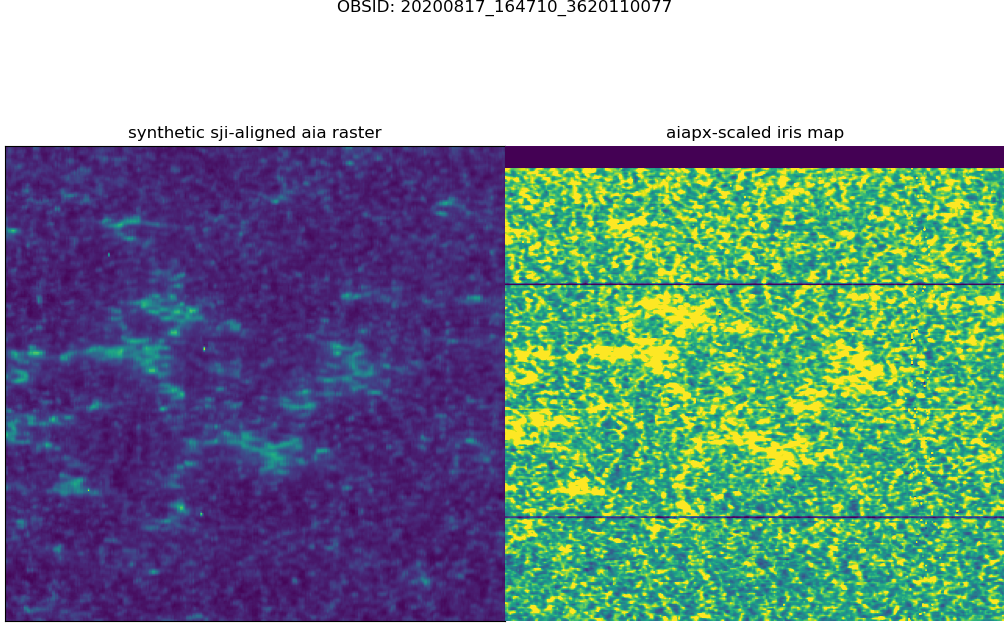 OBSID: 20200817_164710_3620110077
synthetic sji-aligned aia raster
aiapx-scaled iris map